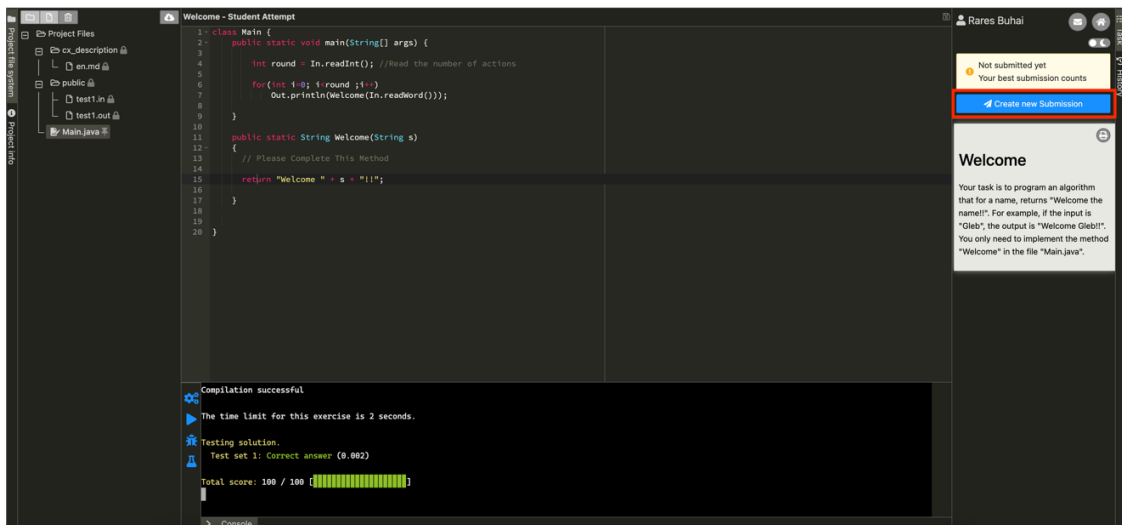 Project file system
Project info
Project Files
cx_description
en.md
public
test1.in
test1.out
Main.java
Welcome - Student Attempt
1 class Main {
2 public static void main(String[] args) {
3
4 int round = In.readInt(); //Read the number of actions
5
6 for(int i=0; i<round ;i++)
7 Out.println(Welcome(In.readWord()));
8
9 }
10
11 public static String Welcome(String s)
12 {
13 // Please Complete This Method
14
15 return "Welcome " + s + "!!";
16
17 }
18
19
20 }
Compilation successful
The time limit for this exercise is 2 seconds.
Testing solution.
Test set 1: Correct answer (0.002)
Total score: 100 / 100 [ ]
Console
Rares Buhai
Not submitted yet
Your best submission counts
Create new Submission
Welcome
Your task is to program an algorithm
that for a name, returns "Welcome the
name!!". For example, if the input is
"Gleb", the output is "Welcome Gleb!!".
You only need to implement the method
"Welcome" in the file "Main.java".
Task
History